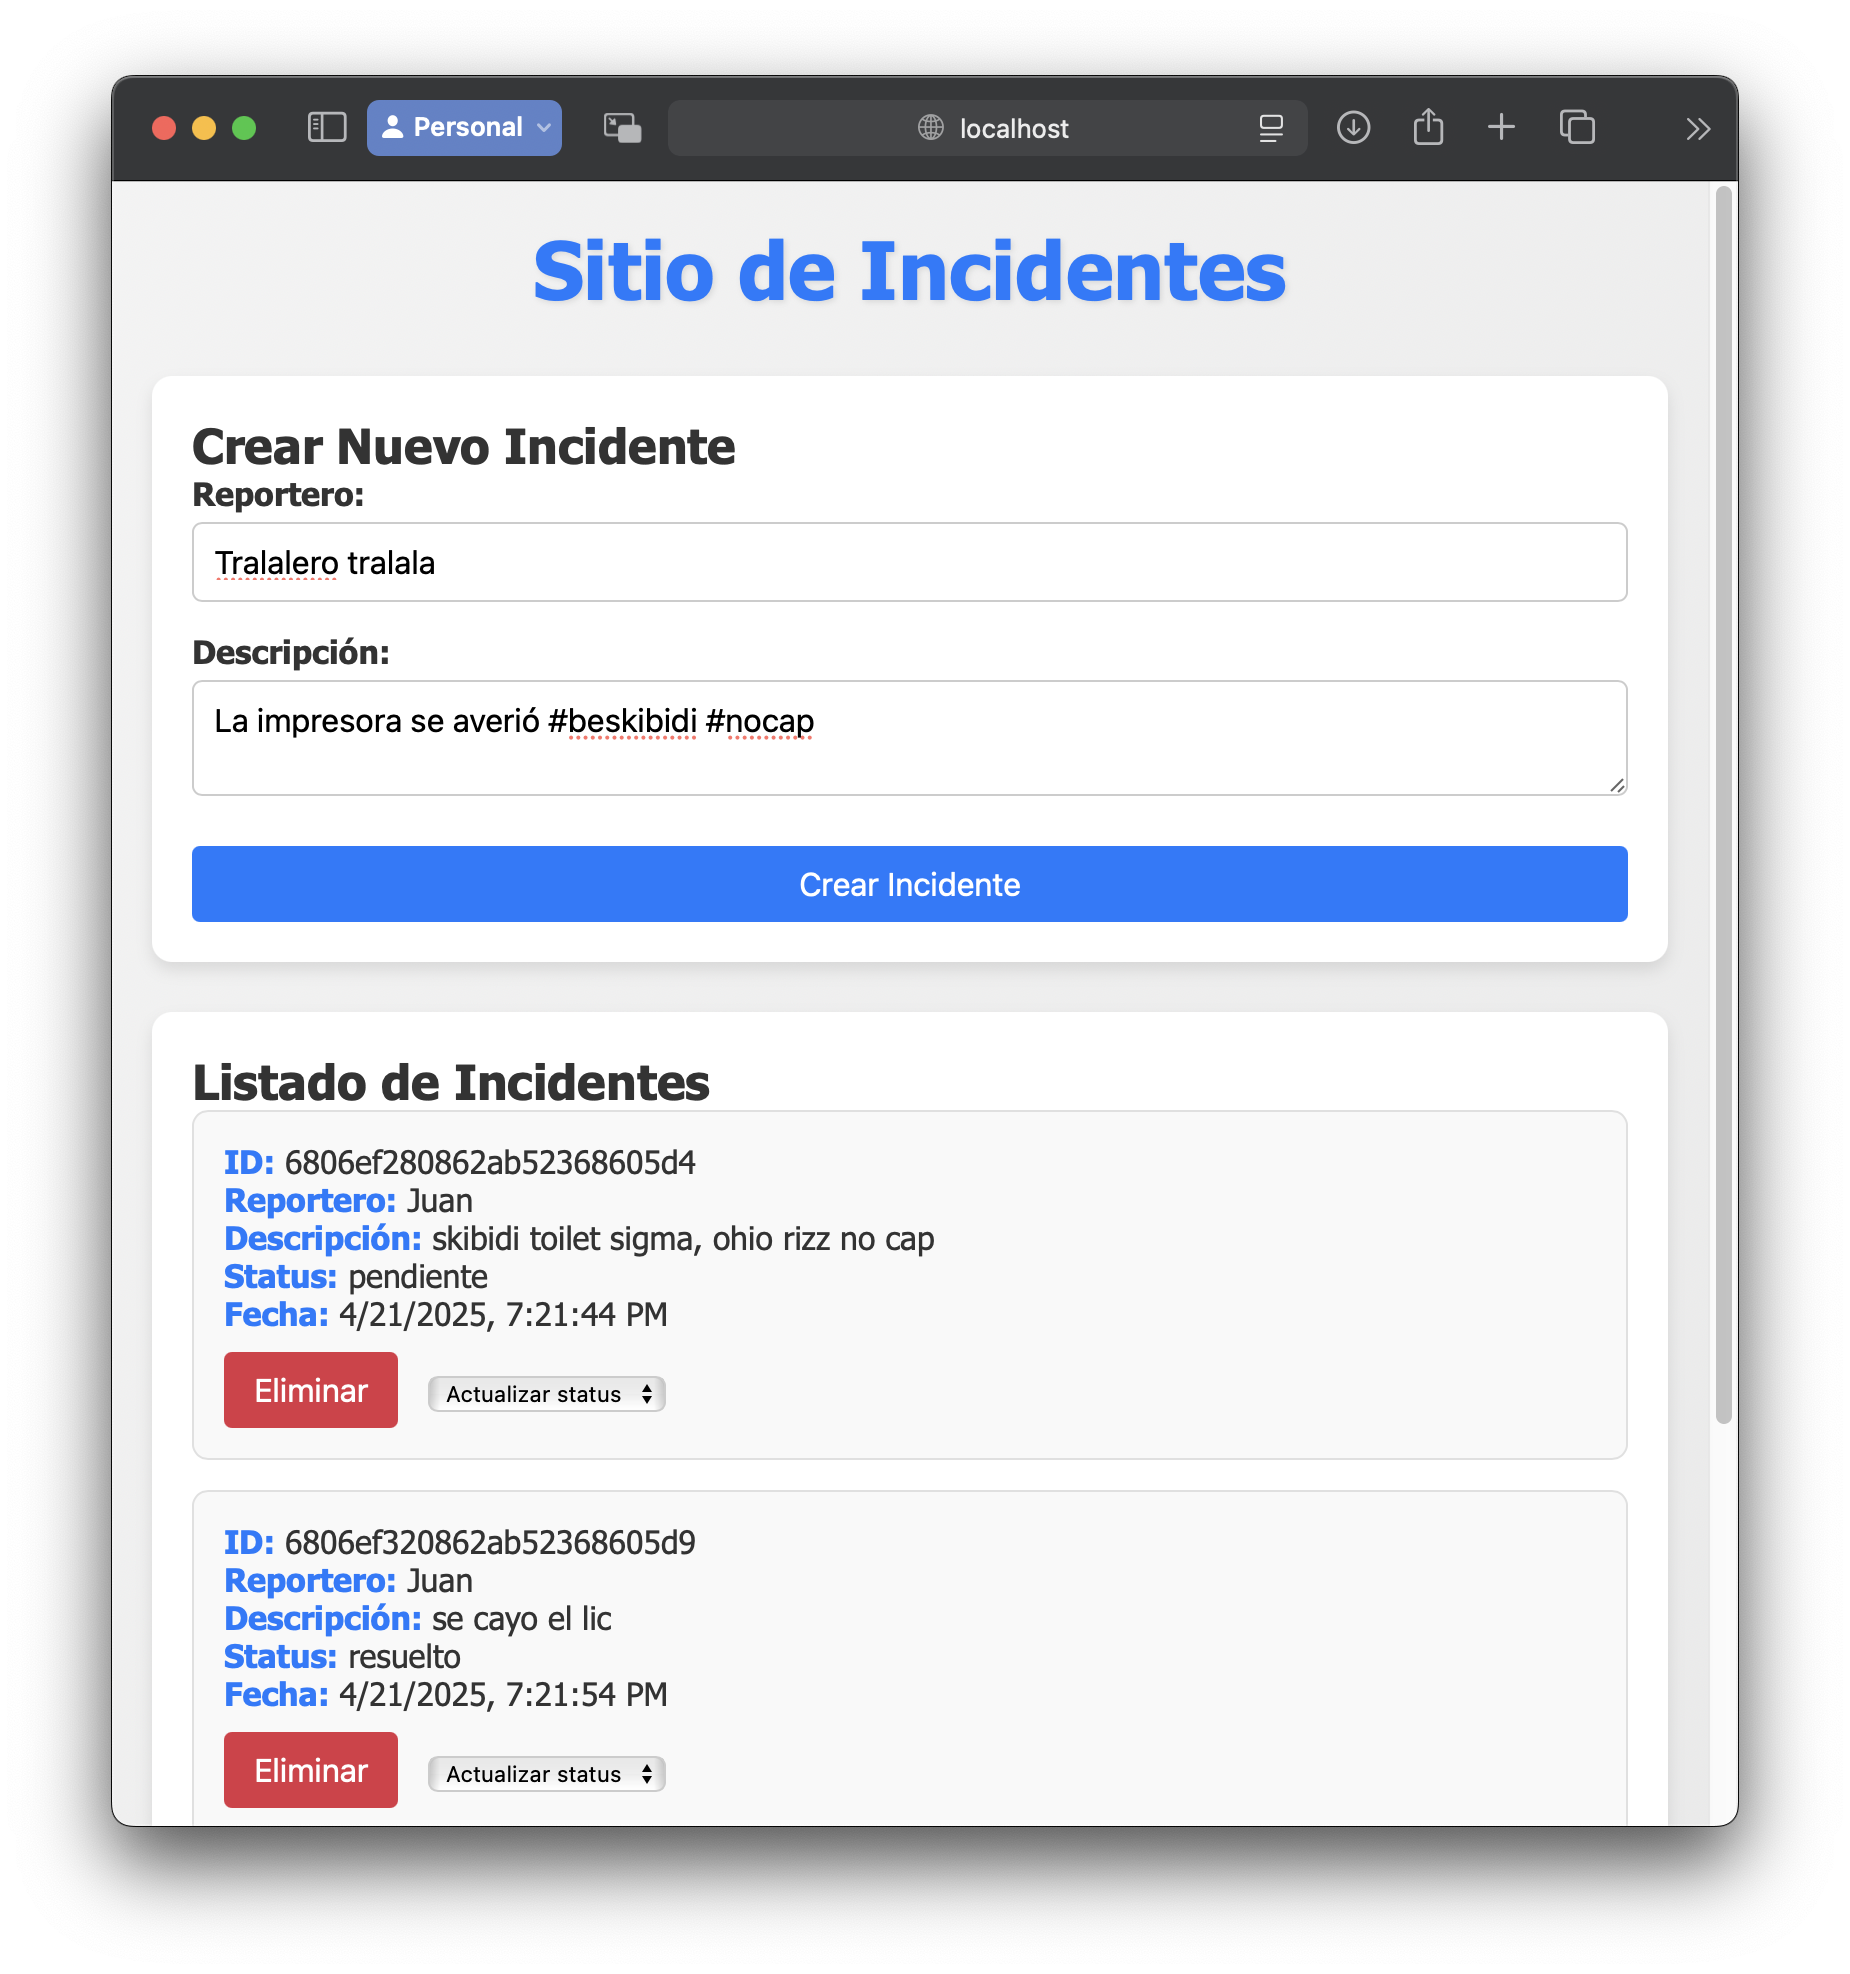 Personal
localhost
Sitio de Incidentes
Crear Nuevo Incidente
Reportero:
Tralalero tralala
Descripción:
La impresora se averió #beskibidi #nocap
Crear Incidente
Listado de Incidentes
ID: 6806ef280862ab52368605d4
Reportero: Juan
Descripción: skibidi toilet sigma, ohio rizz no cap
Status: pendiente
Fecha: 4/21/2025, 7:21:44 PM
Eliminar
Actualizar status
ID: 6806ef320862ab52368605d9
Reportero: Juan
Descripción: se cayo el lic
Status: resuelto
Fecha: 4/21/2025, 7:21:54 PM
Eliminar
Actualizar status